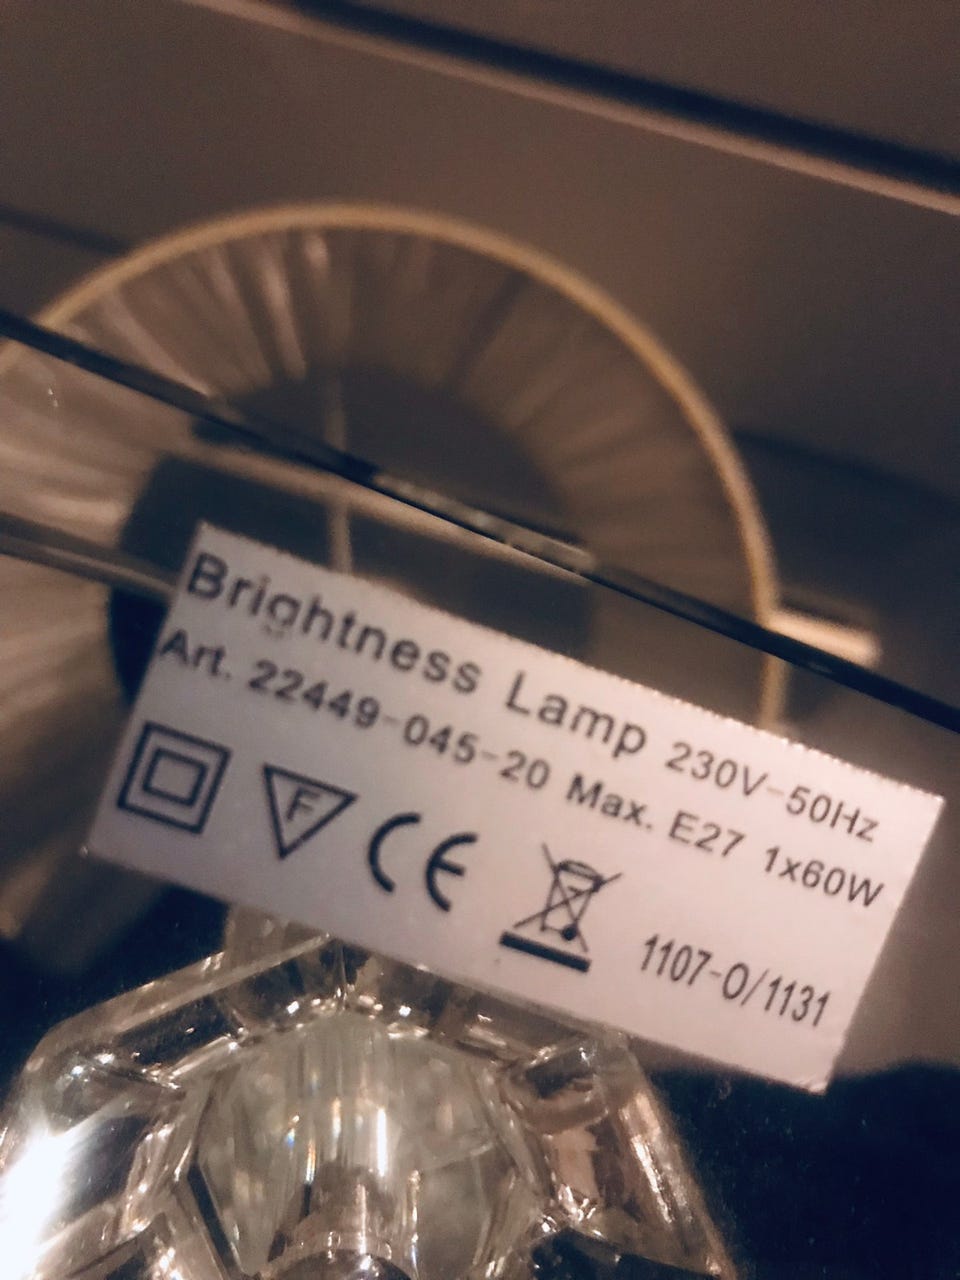 Brightness Lamp 230V-50Hz
Art. 22449-045-20 Max. E27 1x60W
F CE
1107-0/1131